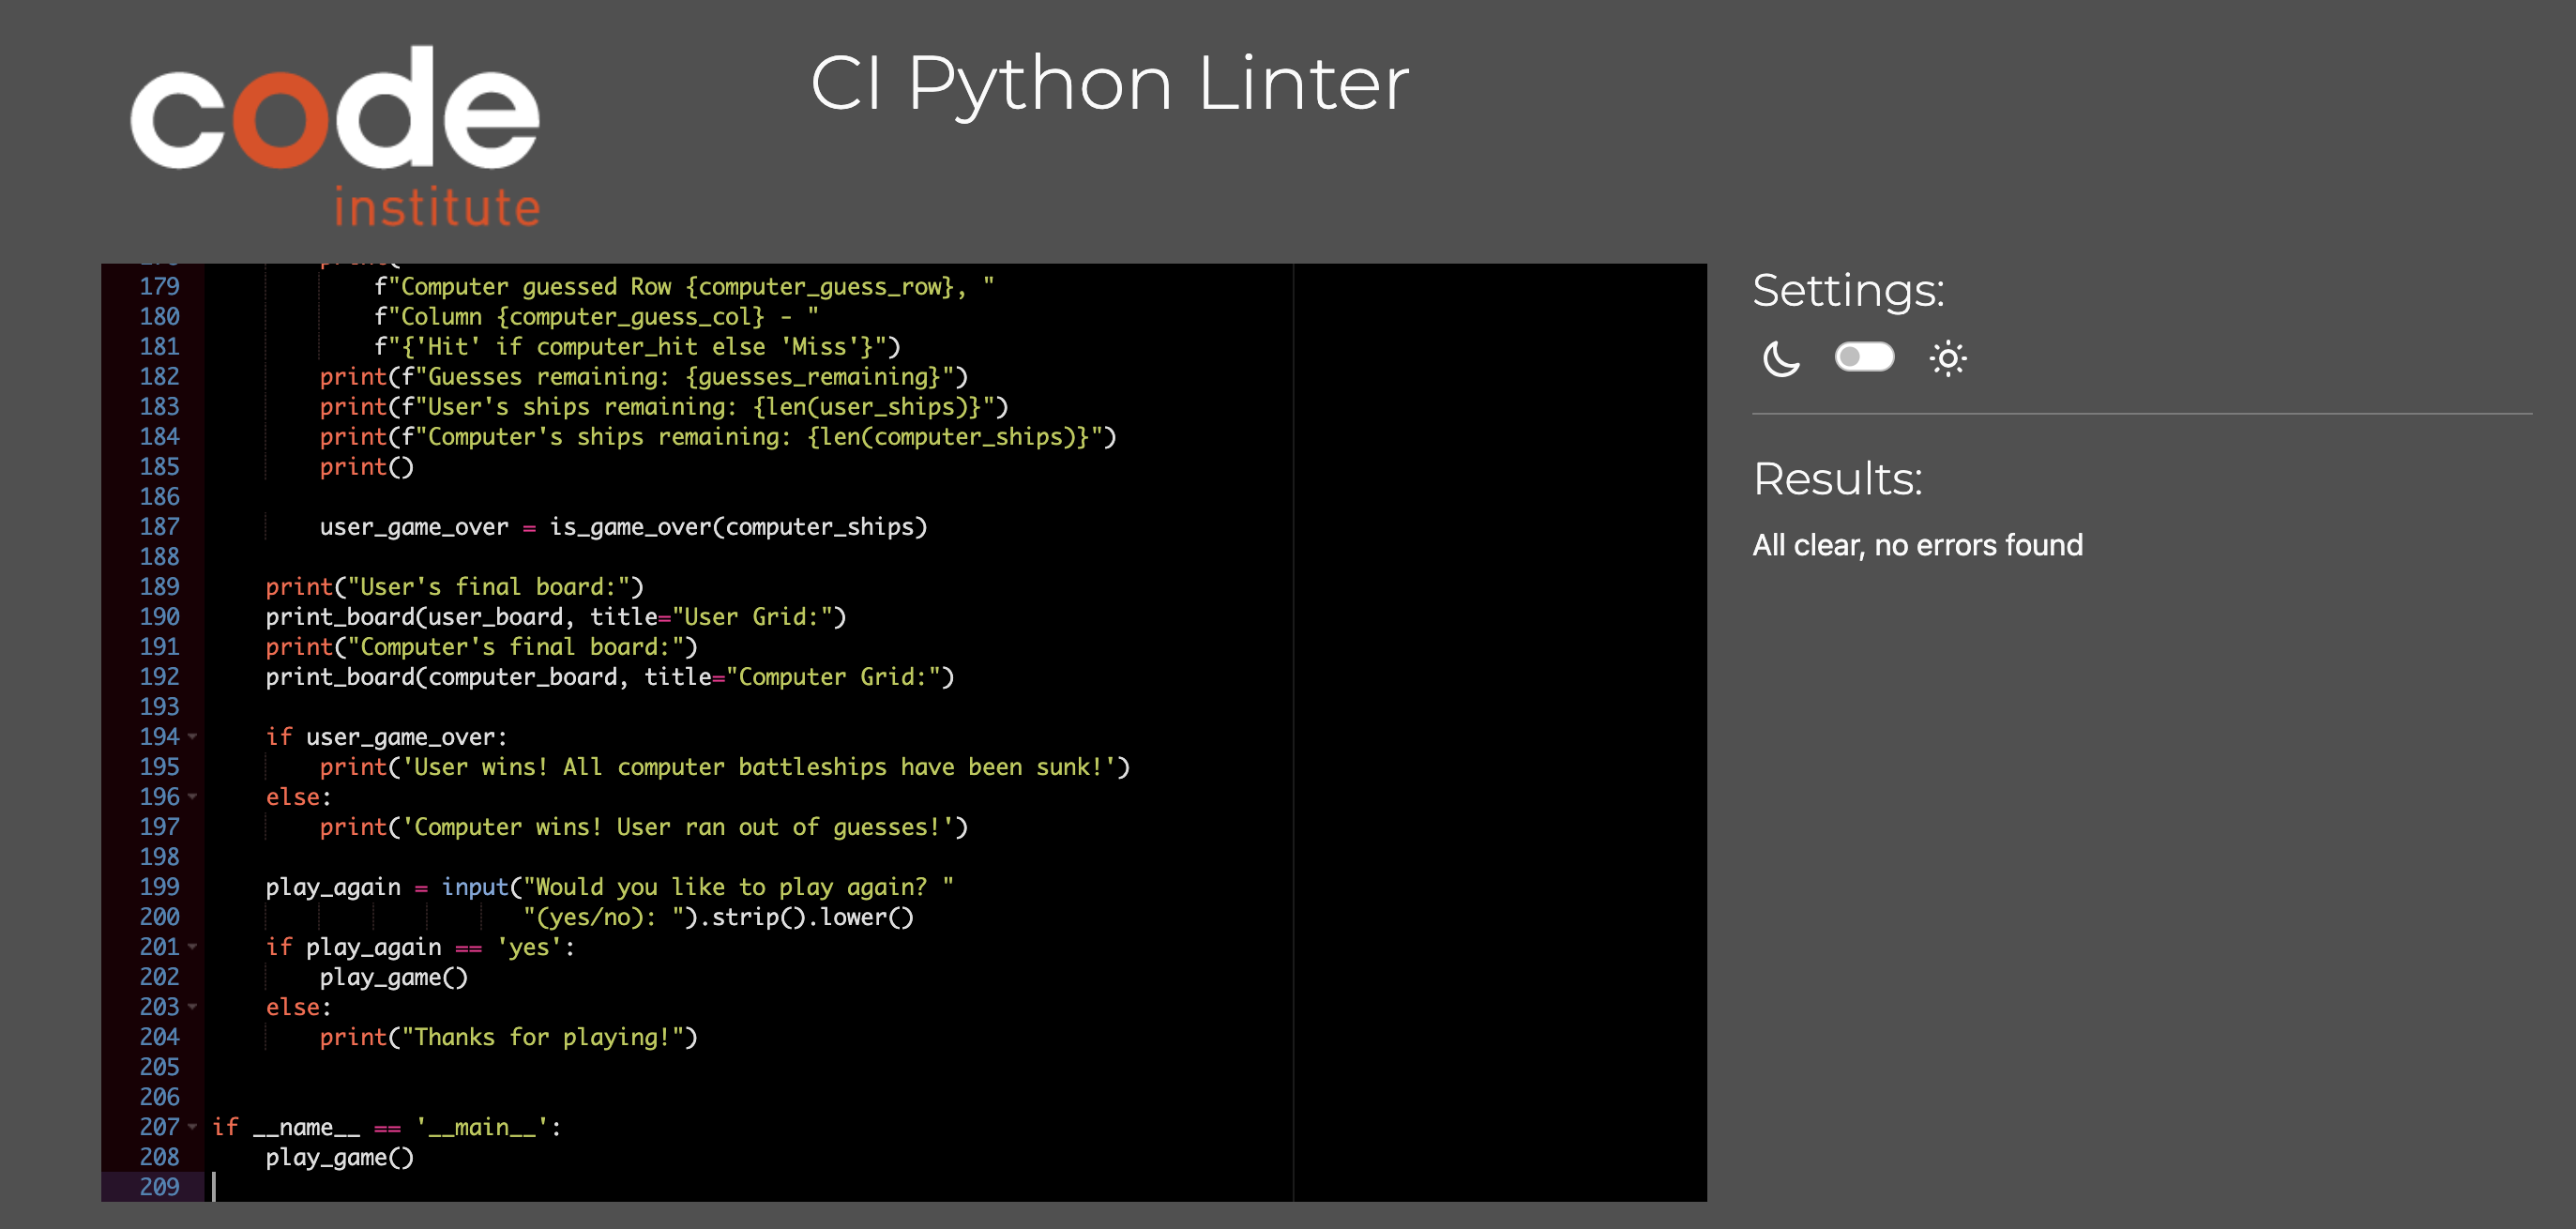 code
institute
CI Python Linter
179 f"Computer guessed Row {computer_guess_row}, "
180 f"Column {computer_guess_col} - "
181 f"{'Hit' if computer_hit else 'Miss'}")
182 print(f"Guesses remaining: {guesses_remaining}")
183 print(f"User's ships remaining: {len(user_ships)}")
184 print(f"Computer's ships remaining: {len(computer_ships)}")
185 print()
186
187 user_game_over = is_game_over(computer_ships)
188
189 print("User's final board:")
190 print_board(user_board, title="User Grid:")
191 print("Computer's final board:")
192 print_board(computer_board, title="Computer Grid:")
193
194 if user_game_over:
195 print('User wins! All computer battleships have been sunk!')
196 else:
197 print('Computer wins! User ran out of guesses!')
198
199 play_again = input("Would you like to play again? "
200 "(yes/no): ").strip().lower()
201 if play_again == 'yes':
202 play_game()
203 else:
204 print("Thanks for playing!")
205
206
207 if __name__ == '__main__':
208 play_game()
209
Settings:
Results:
All clear, no errors found